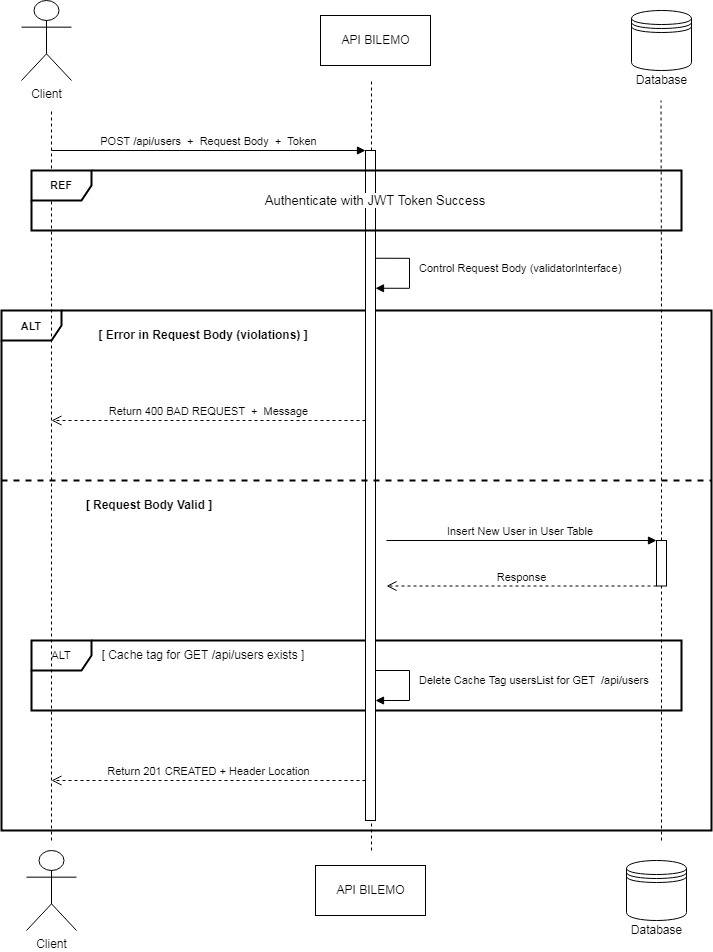 API BILEMO
Client
Database
POST /api/users + Request Body + Token
REF
Authenticate with JWT Token Success
Control Request Body (validatorInterface)
ALT
[ Error in Request Body (violations) ]
Return 400 BAD REQUEST + Message
[ Request Body Valid ]
Insert New User in User Table
Response
ALT
[ Cache tag for GET /api/users exists ]
Delete Cache Tag usersList for GET /api/users
Return 201 CREATED + Header Location
API BILEMO
Client
Database